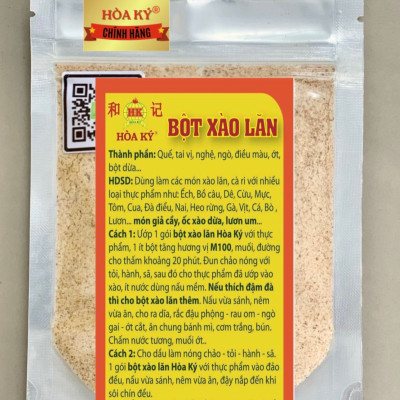 HÒA KÝ®
CHÍNH HÃNG
和 HK 记
HÒA KÝ®
BỘT XÀO LĂN
Thành phần: Quế, tai vị, nghệ, ngò, điều màu, ớt,
bột dừa...
HDSD: Dùng làm các món xào lăn, cà ri với nhiều
loại thực phẩm như: Ếch, Bồ câu, Dê, Cừu, Mực,
Tôm, Cua, Đà điểu, Nai, Heo rừng, Gà, Vịt, Cá, Bò ,
Lươn... món giả cầy, ốc xào dừa, lươn um...
Cách 1: Ướp 1 gói bột xào lăn Hòa Ký với thực
phẩm, 1 ít bột tăng hương vị M100, muối, đường
cho thấm khoảng 20 phút. Đun chảo nóng với
tỏi, hành, sã, sau đó cho thực phẩm đã ướp vào
xào, ít nước dùng nấu mềm. Nếu thích đậm đà
thì cho bột xào lăn thêm. Nấu vừa sánh, nêm
vừa ăn, cho ra dĩa, rắc đậu phộng - rau om - ngò
gai - ớt cắt, ăn chung bánh mì, cơm trắng, bún.
Chấm nước tương, muối ớt..
Cách 2: Cho dầu làm nóng chảo - tỏi - hành - sã.
1 gói bột xào lăn Hòa Ký với thực phẩm vào đảo
đều, nấu vừa sánh, nêm vừa ăn, đậy nắp đến khi
sôi chín đều.